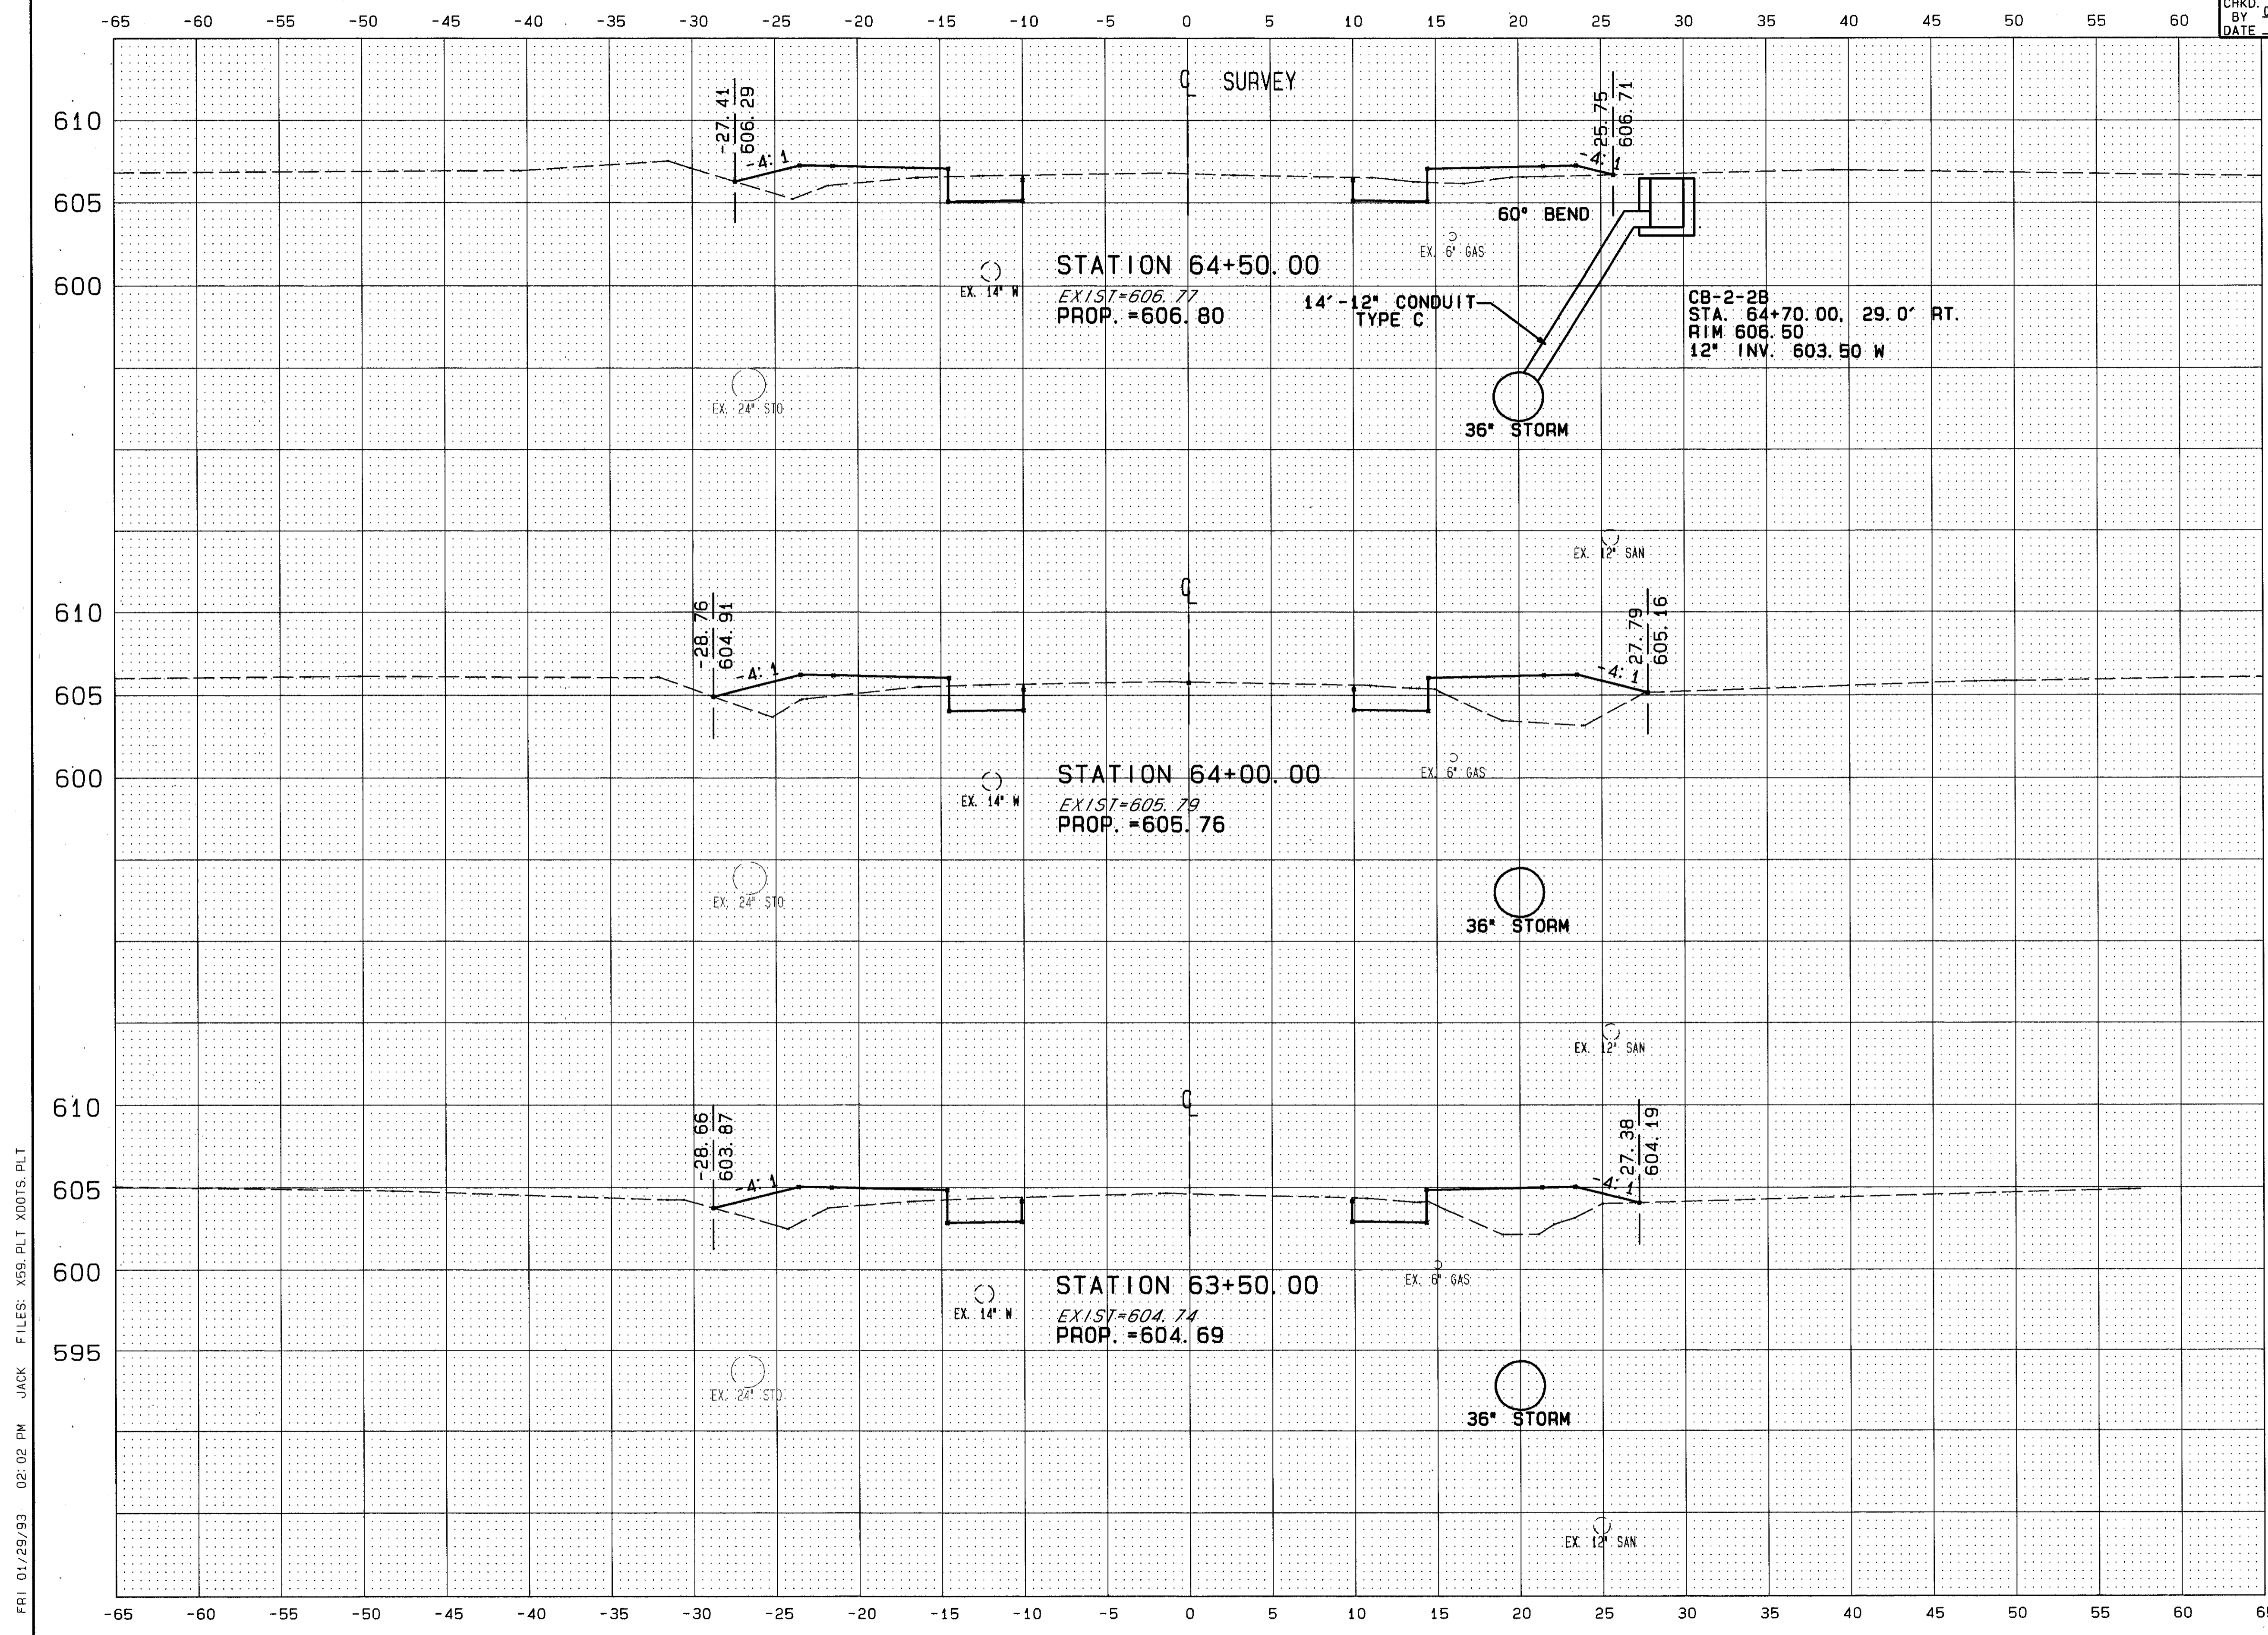 CHKD.
BY
DATE
-65 -60 -55 -50 -45 -40 -35 -30 -25 -20 -15 -10 -5 0 5 10 15 20 25 30 35 40 45 50 55 60
℄ SURVEY
-27.41
606.29
25.75
606.71
610
-4:1
-4:1
605
60° BEND
EX. 6" GAS
STATION 64+50.00
600
EX. 14" W
EXIST=606.77
PROP.=606.80
14'-12" CONDUIT
TYPE C
CB-2-2B
STA. 64+70.00, 29.0' RT.
RIM 606.50
12" INV. 603.50 W
EX. 24" STO
36" STORM
EX. 12" SAN
℄
-28.76
604.91
27.79
605.16
610
-4:1
-4:1
605
600
STATION 64+00.00
EX. 6" GAS
EX. 14" W
EXIST=605.79
PROP.=605.76
EX. 24" STO
36" STORM
EX. 12" SAN
℄
-28.66
603.87
27.38
604.19
610
-4:1
-4:1
605
600
STATION 63+50.00
EX. 6" GAS
EX. 14" W
EXIST=604.74
PROP.=604.69
595
EX. 24" STO
36" STORM
EX. 12" SAN
-65 -60 -55 -50 -45 -40 -35 -30 -25 -20 -15 -10 -5 0 5 10 15 20 25 30 35 40 45 50 55 60
FRI 01/29/93 02:02 PM JACK FILES: X59.PLT XDOTS.PLT